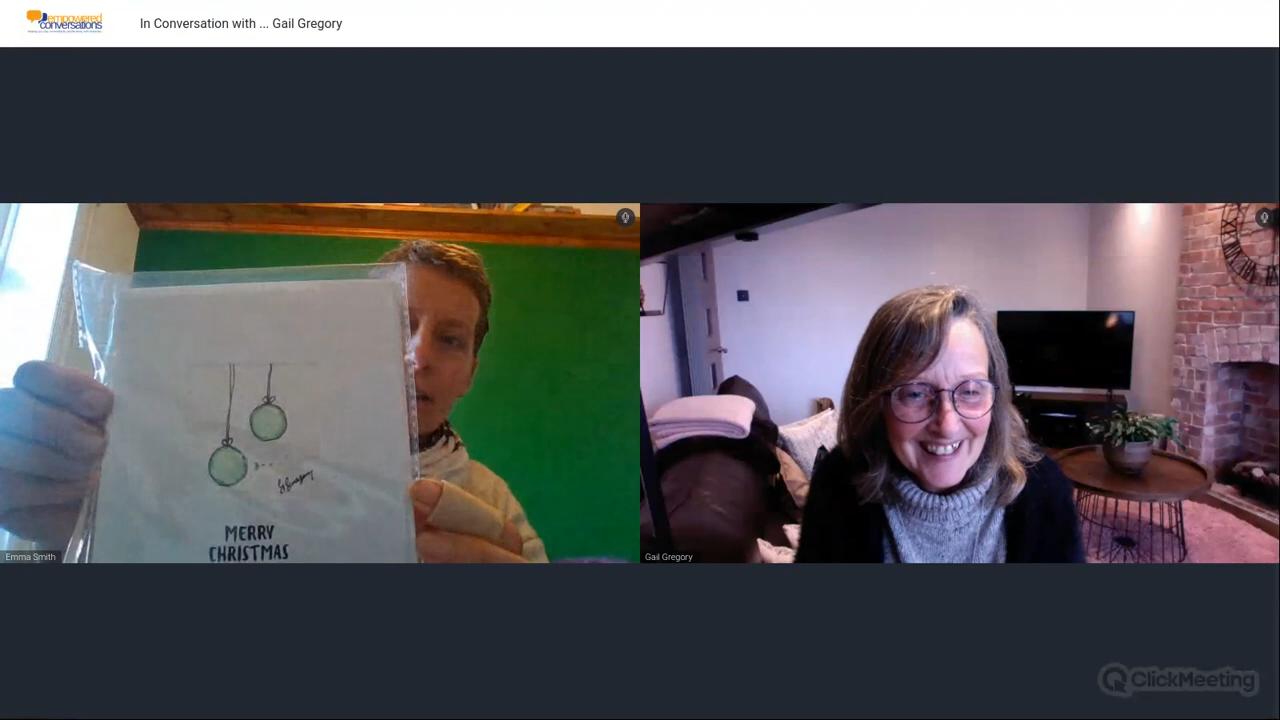 empowered
conversations
In Conversation with ... Gail Gregory
MERRY
CHRISTMAS
Emma Smith
Gail Gregory
ClickMeeting